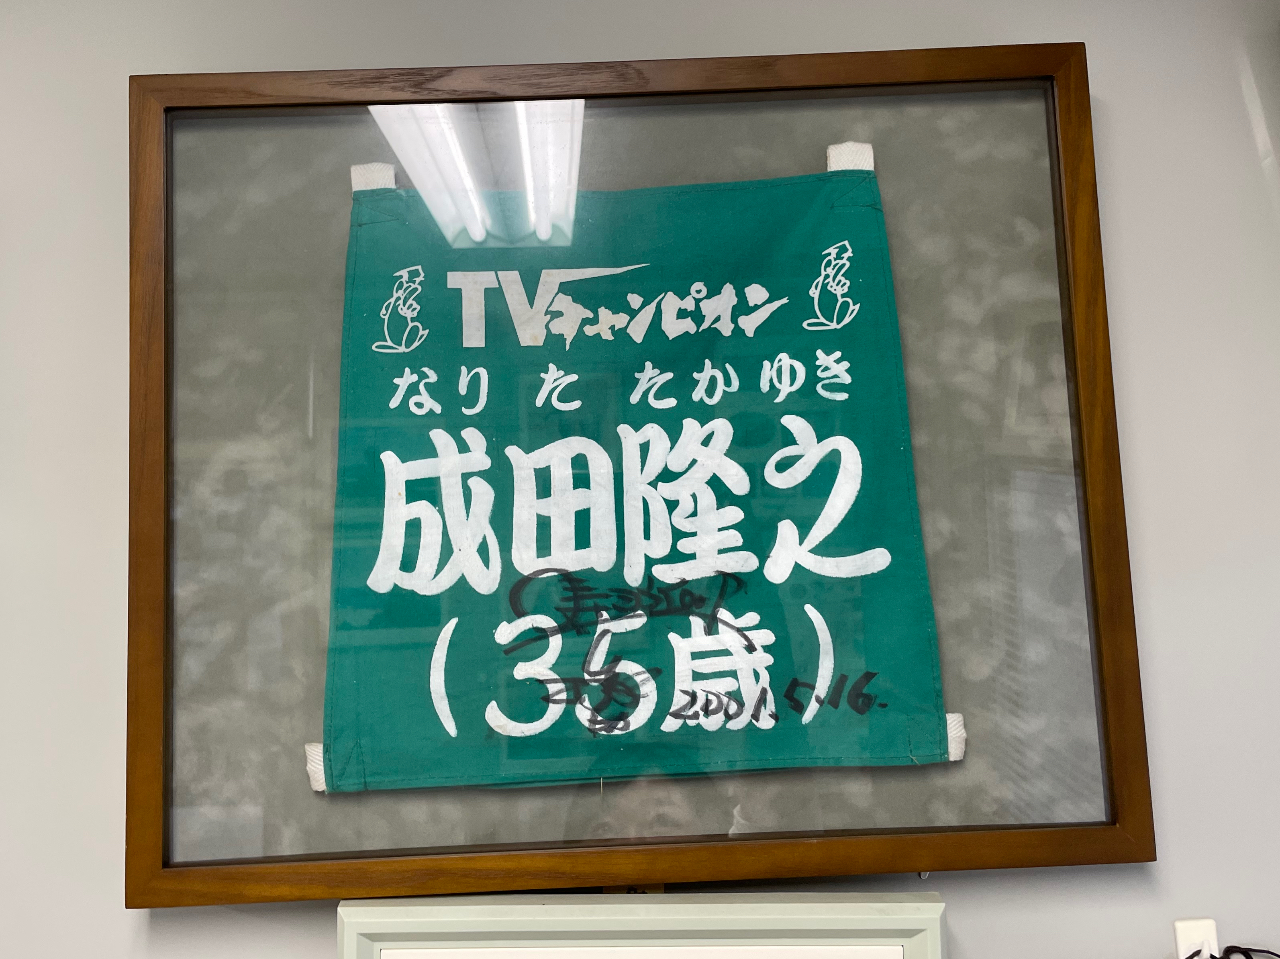 TVチャンピオン
なりた たかゆき
成田隆之
(35歳)
2001.5.16.